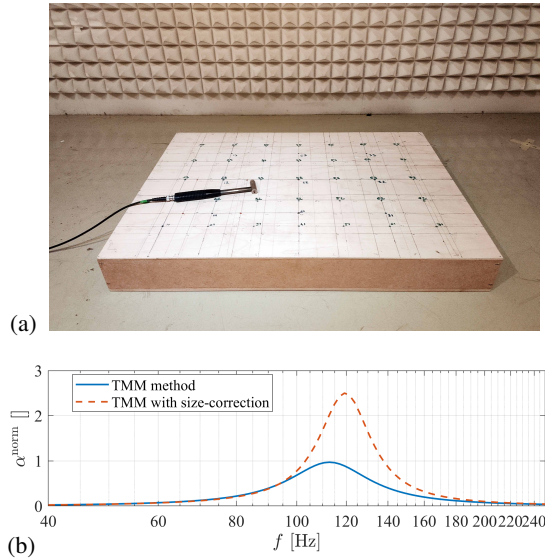 (a)
3
TMM method
TMM with size-correction
2
α^norm []
1
0
40 60 80 100 120 140 160 180 200 220 240
f [Hz]
(b)